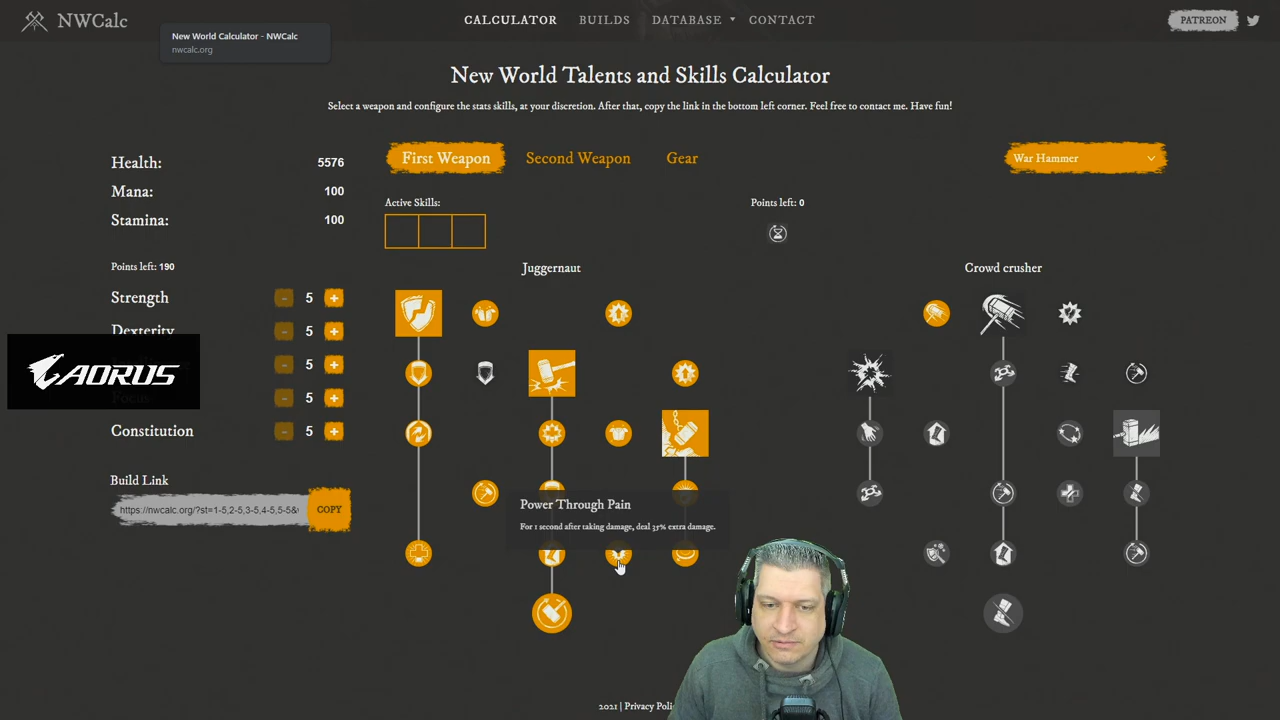 NWCalc
CALCULATOR
BUILDS
DATABASE
CONTACT
PATREON
New World Calculator - NWCalc
nwcalc.org
New World Talents and Skills Calculator
Select a weapon and configure the stats skills, at your discretion. After that, copy the link in the bottom left corner. Feel free to contact me. Have fun!
Health: 5576
Mana: 100
Stamina: 100
Points left: 190
Strength - 5 +
Dexterity - 5 +
- 5 +
- 5 +
Constitution - 5 +
AORUS
Build Link
https://nwcalc.org/?st=1-5,2-5,3-5,4-5,5-5&
COPY
First Weapon
Second Weapon
Gear
War Hammer
Active Skills:
Points left: 0
Juggernaut
Crowd crusher
Power Through Pain
For 1 second after taking damage, deal 35% extra damage.
2021 | Privacy